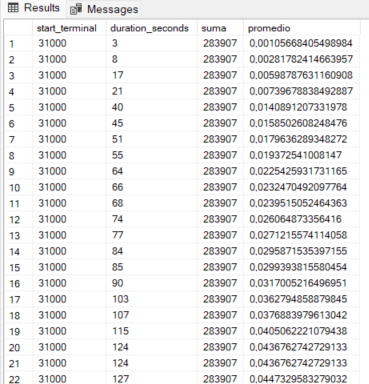 Results Messages
start_terminal duration_seconds suma promedio
1 31000 3 283907 0,00105668405498984
2 31000 8 283907 0,00281782414663957
3 31000 17 283907 0,00598787631160908
4 31000 21 283907 0,00739678838492887
5 31000 40 283907 0,0140891207331978
6 31000 45 283907 0,0158502608248476
7 31000 51 283907 0,0179636289348272
8 31000 55 283907 0,019372541008147
9 31000 64 283907 0,0225425931731165
10 31000 66 283907 0,0232470492097764
11 31000 68 283907 0,0239515052464363
12 31000 74 283907 0,026064873356416
13 31000 77 283907 0,0271215574114058
14 31000 84 283907 0,0295871535397155
15 31000 85 283907 0,0299393815580454
16 31000 90 283907 0,0317005216496951
17 31000 103 283907 0,0362794858879845
18 31000 107 283907 0,0376883979613042
19 31000 115 283907 0,0405062221079438
20 31000 124 283907 0,0436762742729133
21 31000 124 283907 0,0436762742729133
22 31000 127 283907 0,0447329583279032